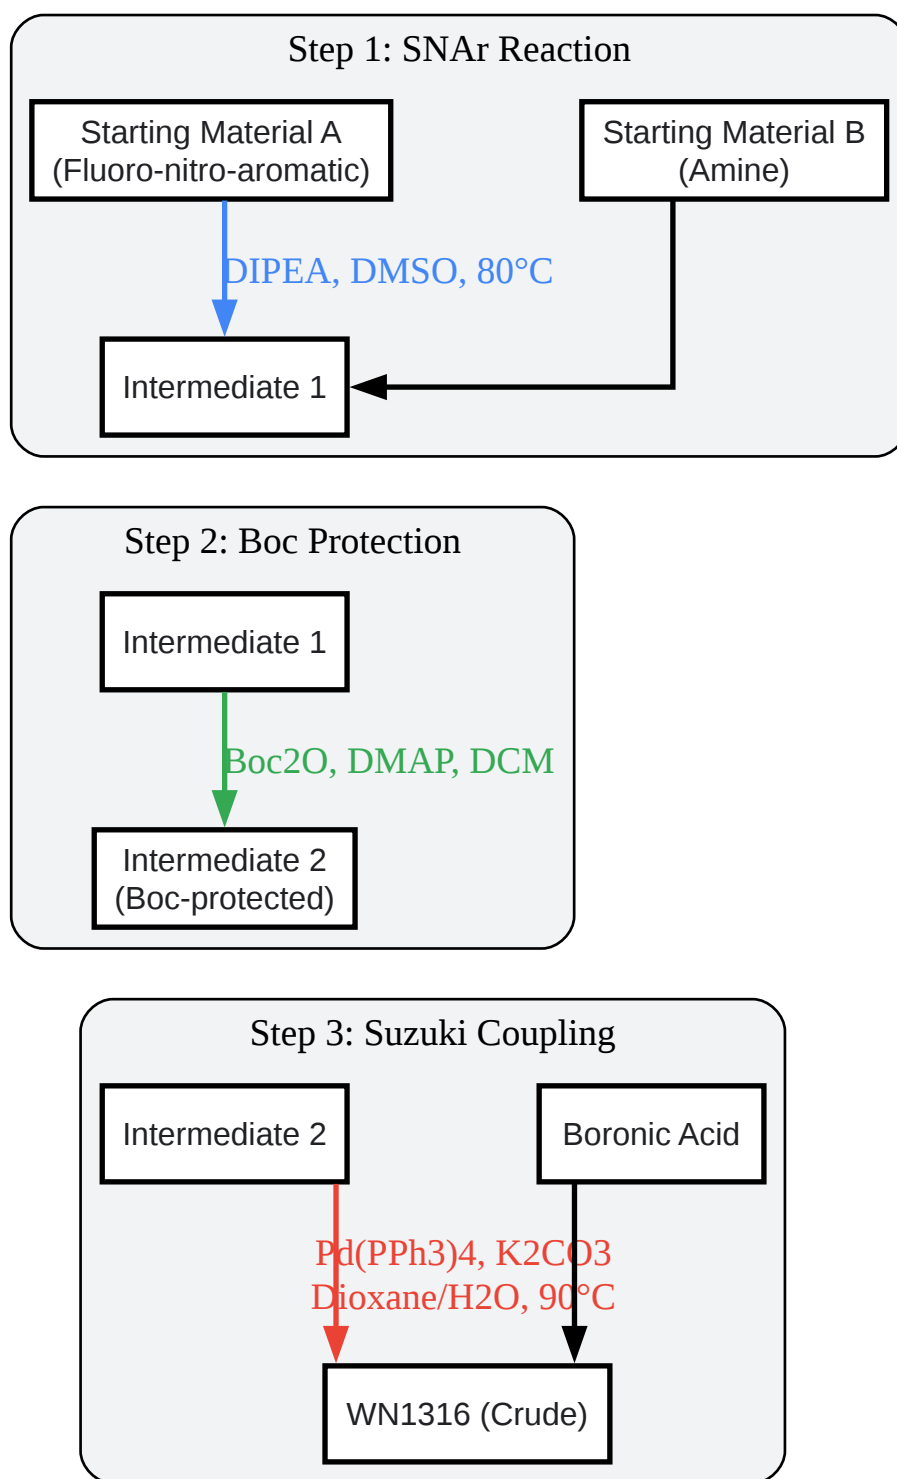 Step 1: SNAr Reaction
Starting Material A
(Fluoro-nitro-aromatic)
Starting Material B
(Amine)
DIPEA, DMSO, 80°C
Intermediate 1
Step 2: Boc Protection
Intermediate 1
Boc2O, DMAP, DCM
Intermediate 2
(Boc-protected)
Step 3: Suzuki Coupling
Intermediate 2
Boronic Acid
Pd(PPh3)4, K2CO3
Dioxane/H2O, 90°C
WN1316 (Crude)